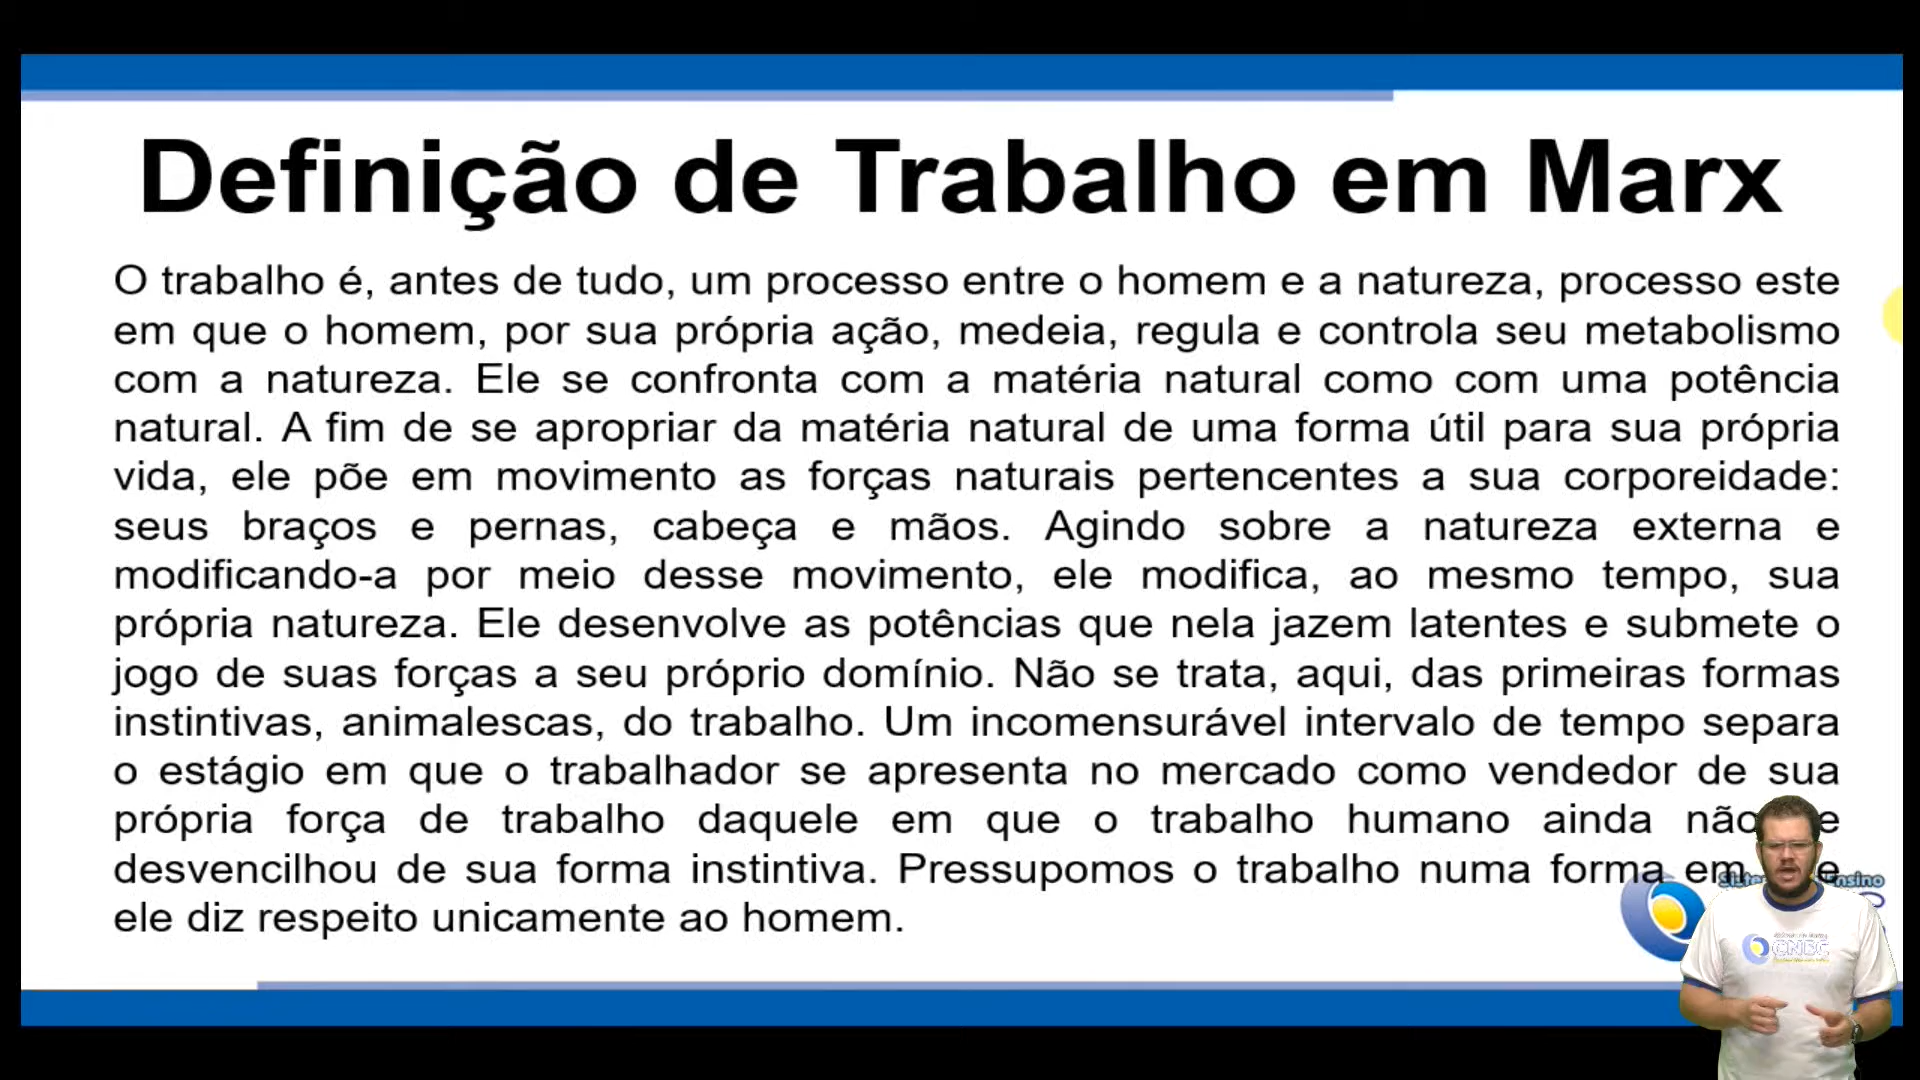 Definição de Trabalho em Marx
O trabalho é, antes de tudo, um processo entre o homem e a natureza, processo este
em que o homem, por sua própria ação, medeia, regula e controla seu metabolismo
com a natureza. Ele se confronta com a matéria natural como com uma potência
natural. A fim de se apropriar da matéria natural de uma forma útil para sua própria
vida, ele põe em movimento as forças naturais pertencentes a sua corporeidade:
seus braços e pernas, cabeça e mãos. Agindo sobre a natureza externa e
modificando-a por meio desse movimento, ele modifica, ao mesmo tempo, sua
própria natureza. Ele desenvolve as potências que nela jazem latentes e submete o
jogo de suas forças a seu próprio domínio. Não se trata, aqui, das primeiras formas
instintivas, animalescas, do trabalho. Um incomensurável intervalo de tempo separa
o estágio em que o trabalhador se apresenta no mercado como vendedor de sua
própria força de trabalho daquele em que o trabalho humano ainda não
desvencilhou de sua forma instintiva. Pressupomos o trabalho numa forma em
ele diz respeito unicamente ao homem.
CNEC